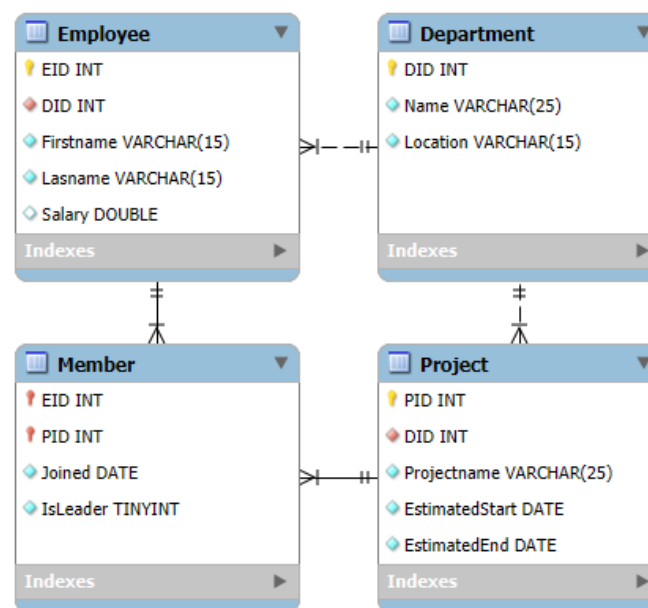 Employee
EID INT
DID INT
Firstname VARCHAR(15)
Lasname VARCHAR(15)
Salary DOUBLE
Indexes
Department
DID INT
Name VARCHAR(25)
Location VARCHAR(15)
Indexes
Member
EID INT
PID INT
Joined DATE
IsLeader TINYINT
Indexes
Project
PID INT
DID INT
Projectname VARCHAR(25)
EstimatedStart DATE
EstimatedEnd DATE
Indexes